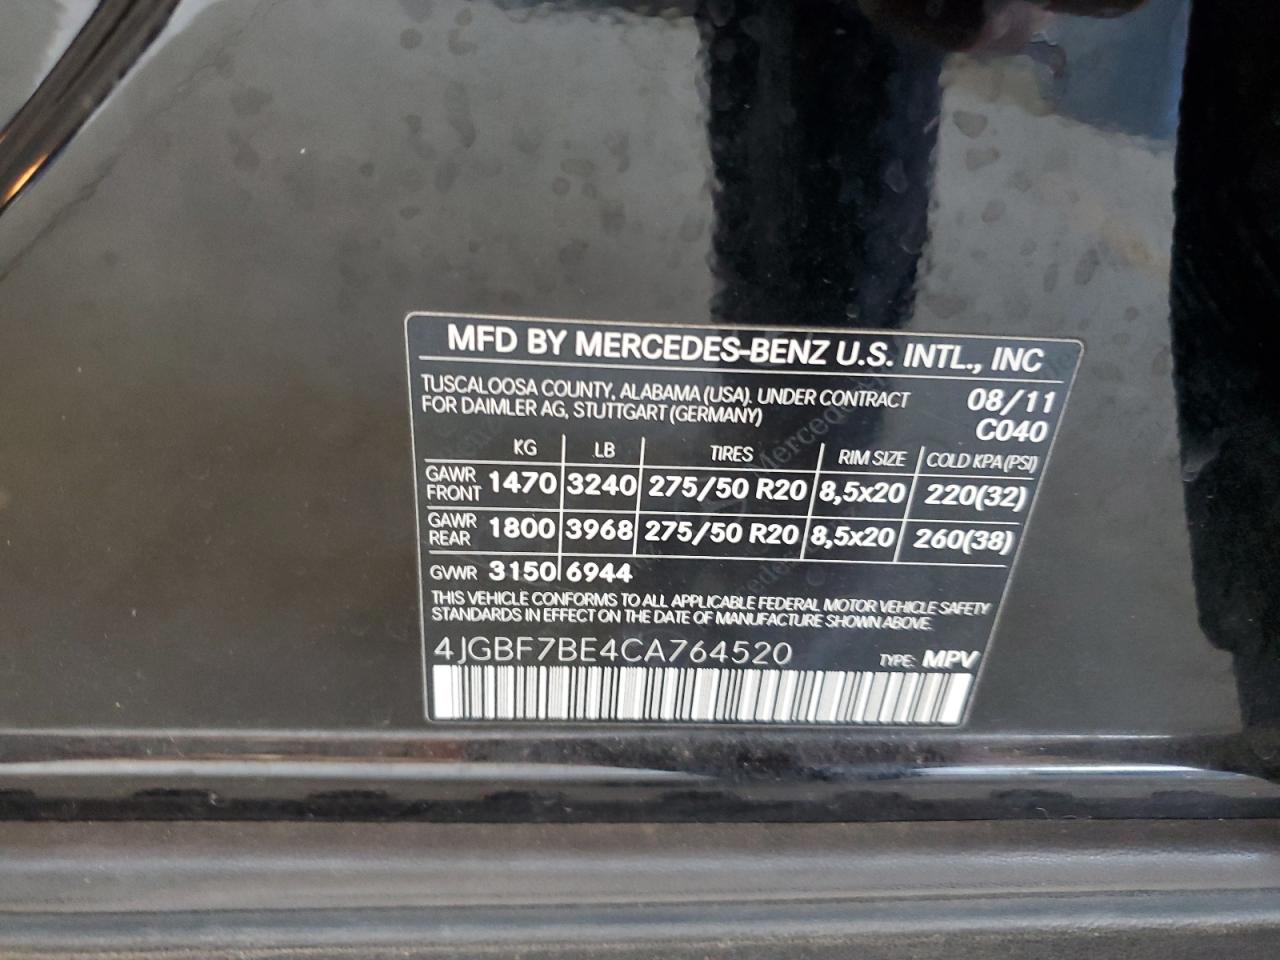 MFD BY MERCEDES-BENZ U.S. INTL., INC
TUSCALOOSA COUNTY, ALABAMA (USA). UNDER CONTRACT 08/11
FOR DAIMLER AG, STUTTGART (GERMANY) C040
KG LB TIRES RIM SIZE COLD KPA (PSI)
GAWR FRONT 1470 3240 275/50 R20 8,5x20 220(32)
GAWR REAR 1800 3968 275/50 R20 8,5x20 260(38)
GVWR 3150 6944
THIS VEHICLE CONFORMS TO ALL APPLICABLE FEDERAL MOTOR VEHICLE SAFETY
STANDARDS IN EFFECT ON THE DATE OF MANUFACTURE SHOWN ABOVE.
4JGBF7BE4CA764520 TYPE: MPV